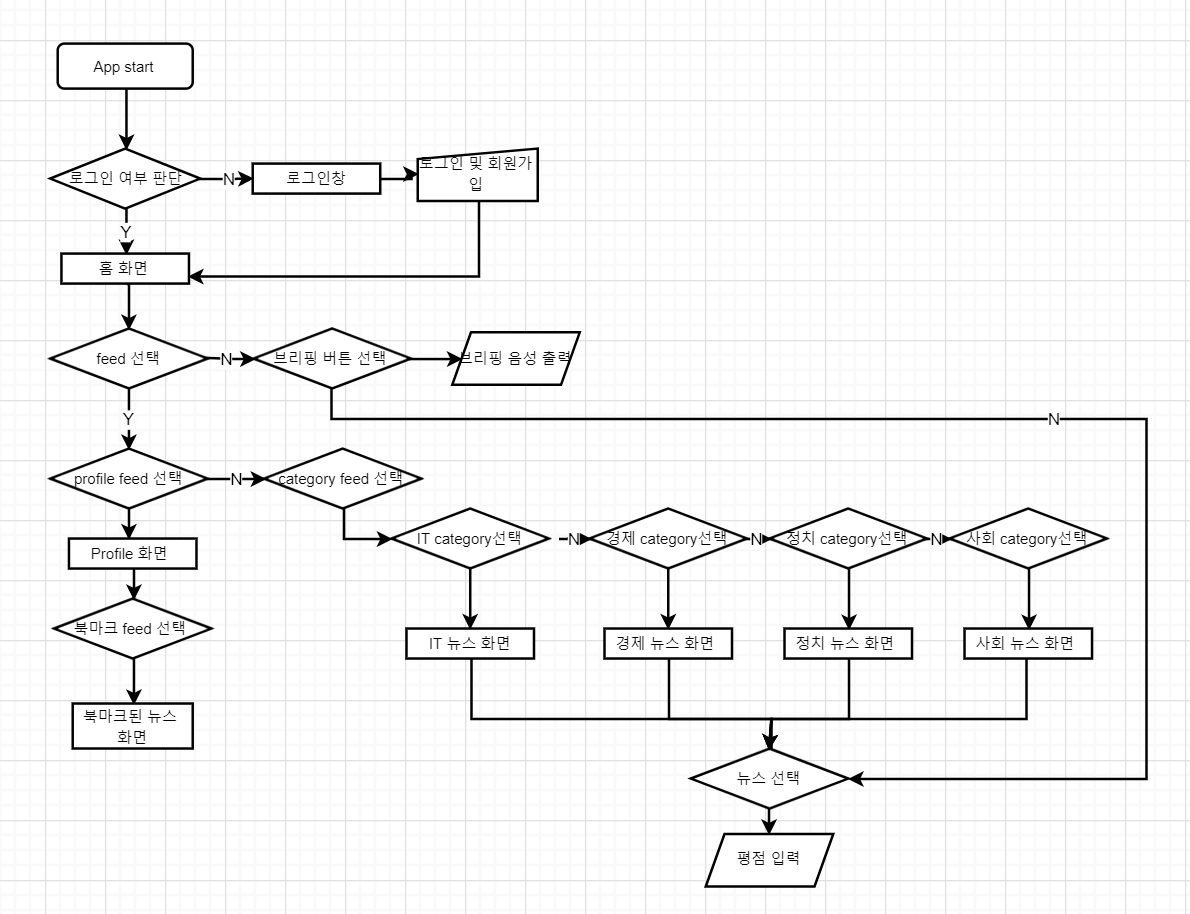 App start
로그인 여부 판단
N
로그인창
로그인 및 회원가
입
Y
홈 화면
feed 선택
N
브리핑 버튼 선택
브리핑 음성 출력
Y
N
profile feed 선택
N
category feed 선택
IT category선택
N
경제 category선택
N
정치 category선택
N
사회 category선택
Profile 화면
북마크 feed 선택
IT 뉴스 화면
경제 뉴스 화면
정치 뉴스 화면
사회 뉴스 화면
북마크된 뉴스
화면
뉴스 선택
평점 입력